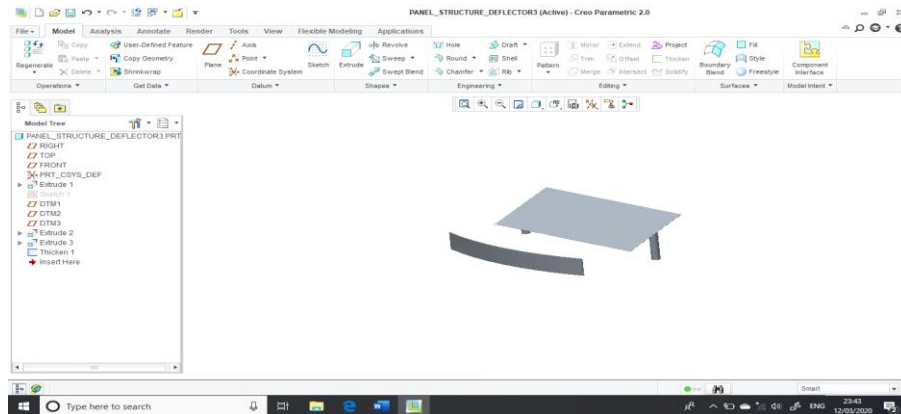 PANEL_STRUCTURE_DEFLECTOR3 (Active) - Creo Parametric 2.0
File Model Analysis Annotate Render Tools View Flexible Modeling Applications
Regenerate
Copy
Paste
Delete
User-Defined Feature
Copy Geometry
Shrinkwrap
Plane
Axis
Point
Coordinate System
Sketch
Extrude
Revolve
Sweep
Swept Blend
Hole
Round
Chamfer
Draft
Shell
Rib
Pattern
Mirror
Trim
Merge
Extend
Offset
Intersect
Project
Thicken
Solidify
Boundary Blend
Fill
Style
Freestyle
Component Interface
Operations Get Data Datum Shapes Engineering Editing Surfaces Model Intent
Model Tree
PANEL_STRUCTURE_DEFLECTOR3.PRT
RIGHT
TOP
FRONT
PRT_CSYS_DEF
Extrude 1
Sketch 1
DTM1
DTM2
DTM3
Extrude 2
Extrude 3
Thicken 1
Insert Here
Smart
Type here to search
ENG
23:43
12/03/2020